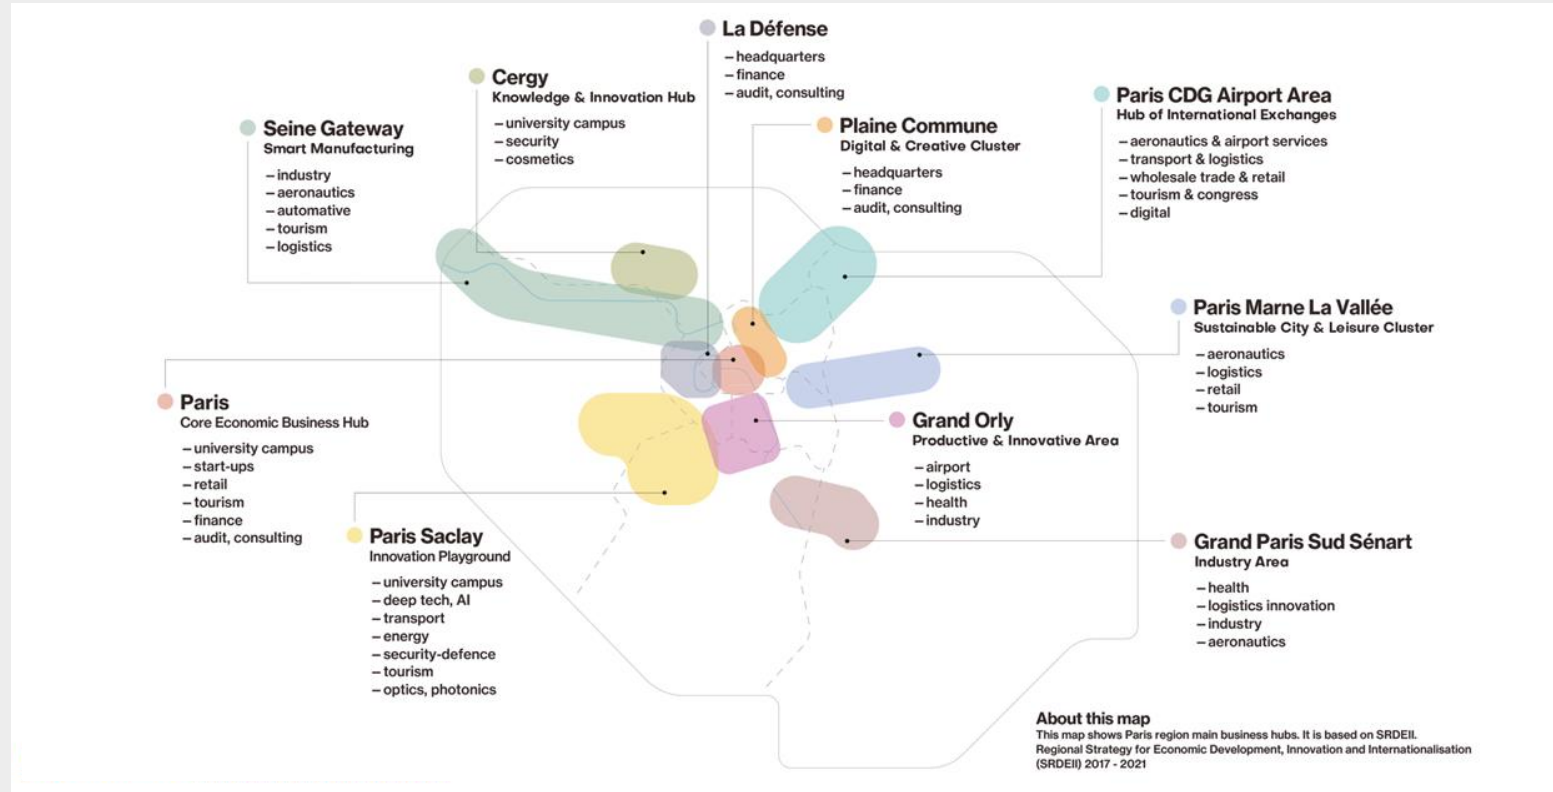 La Défense
– headquarters
– finance
– audit, consulting
Cergy
Knowledge & Innovation Hub
– university campus
– security
– cosmetics
Seine Gateway
Smart Manufacturing
– industry
– aeronautics
– automative
– tourism
– logistics
Plaine Commune
Digital & Creative Cluster
– headquarters
– finance
– audit, consulting
Paris CDG Airport Area
Hub of International Exchanges
– aeronautics & airport services
– transport & logistics
– wholesale trade & retail
– tourism & congress
– digital
Paris Marne La Vallée
Sustainable City & Leisure Cluster
– aeronautics
– logistics
– retail
– tourism
Paris
Core Economic Business Hub
– university campus
– start-ups
– retail
– tourism
– finance
– audit, consulting
Grand Orly
Productive & Innovative Area
– airport
– logistics
– health
– industry
Paris Saclay
Innovation Playground
– university campus
– deep tech, AI
– transport
– energy
– security-defence
– tourism
– optics, photonics
Grand Paris Sud Sénart
Industry Area
– health
– logistics innovation
– industry
– aeronautics
About this map
This map shows Paris region main business hubs. It is based on SRDEII.
Regional Strategy for Economic Development, Innovation and Internationalisation
(SRDEII) 2017 - 2021